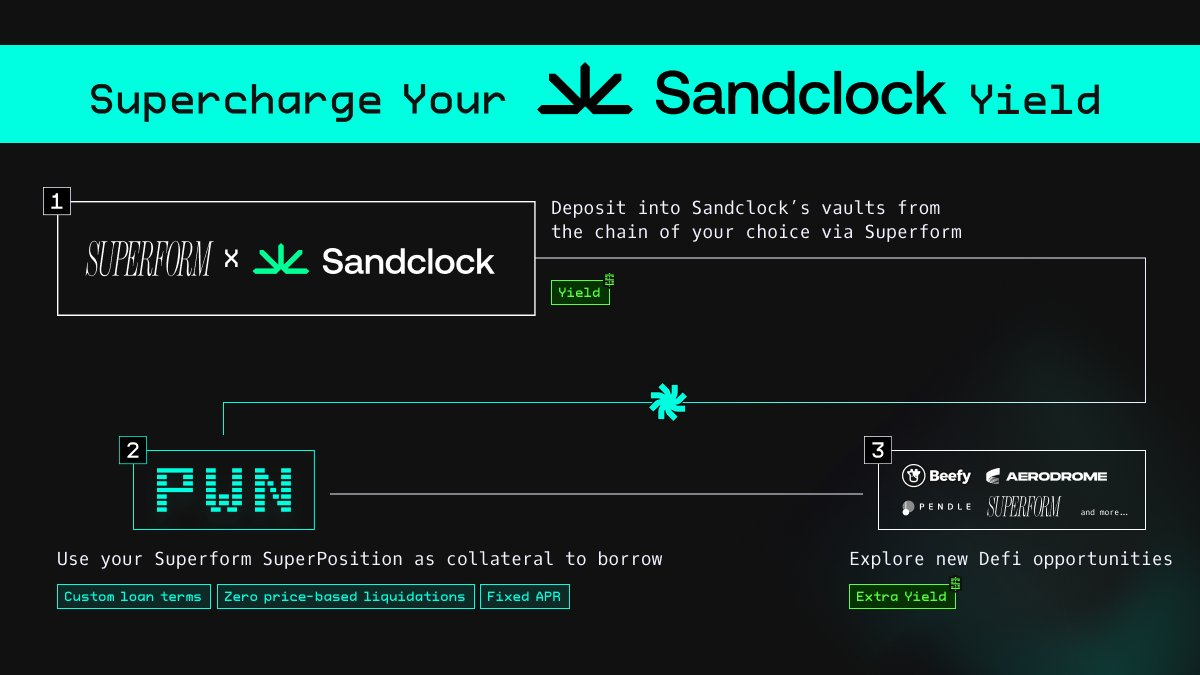 Supercharge Your Sandclock Yield
1
SUPERFORM X Sandclock
Deposit into Sandclock's vaults from
the chain of your choice via Superform
Yield
2
PWN
Use your Superform SuperPosition as collateral to borrow
Custom loan terms
Zero price-based liquidations
Fixed APR
3
Beefy
AERODROME
PENDLE
SUPERFORM
and more...
Explore new Defi opportunities
Extra Yield